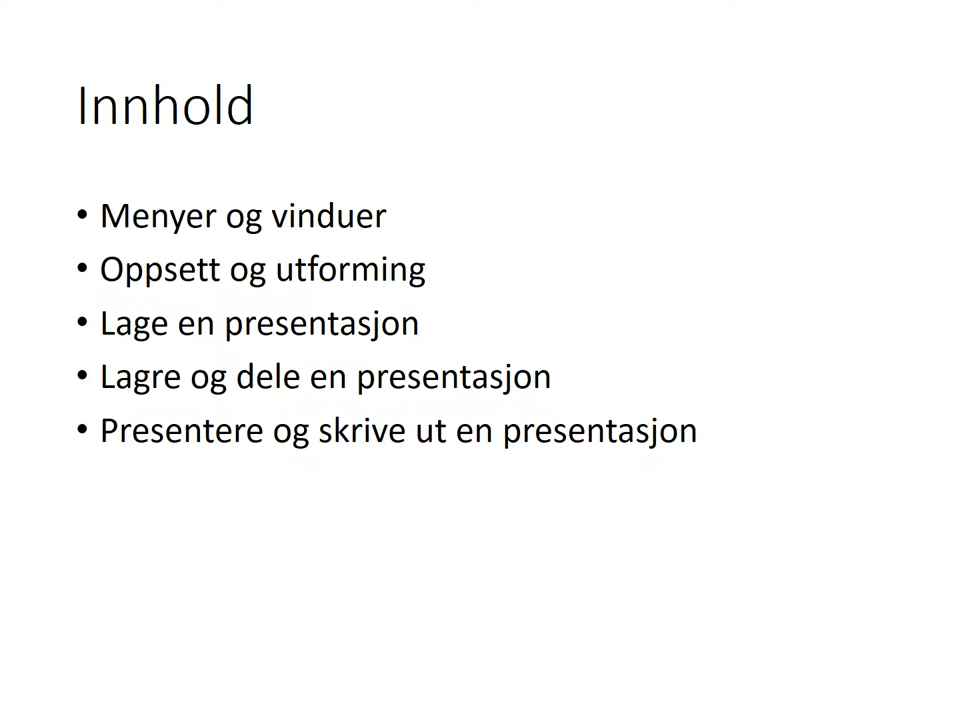 Innhold
• Menyer og vinduer
• Oppsett og utforming
• Lage en presentasjon
• Lagre og dele en presentasjon
• Presentere og skrive ut en presentasjon